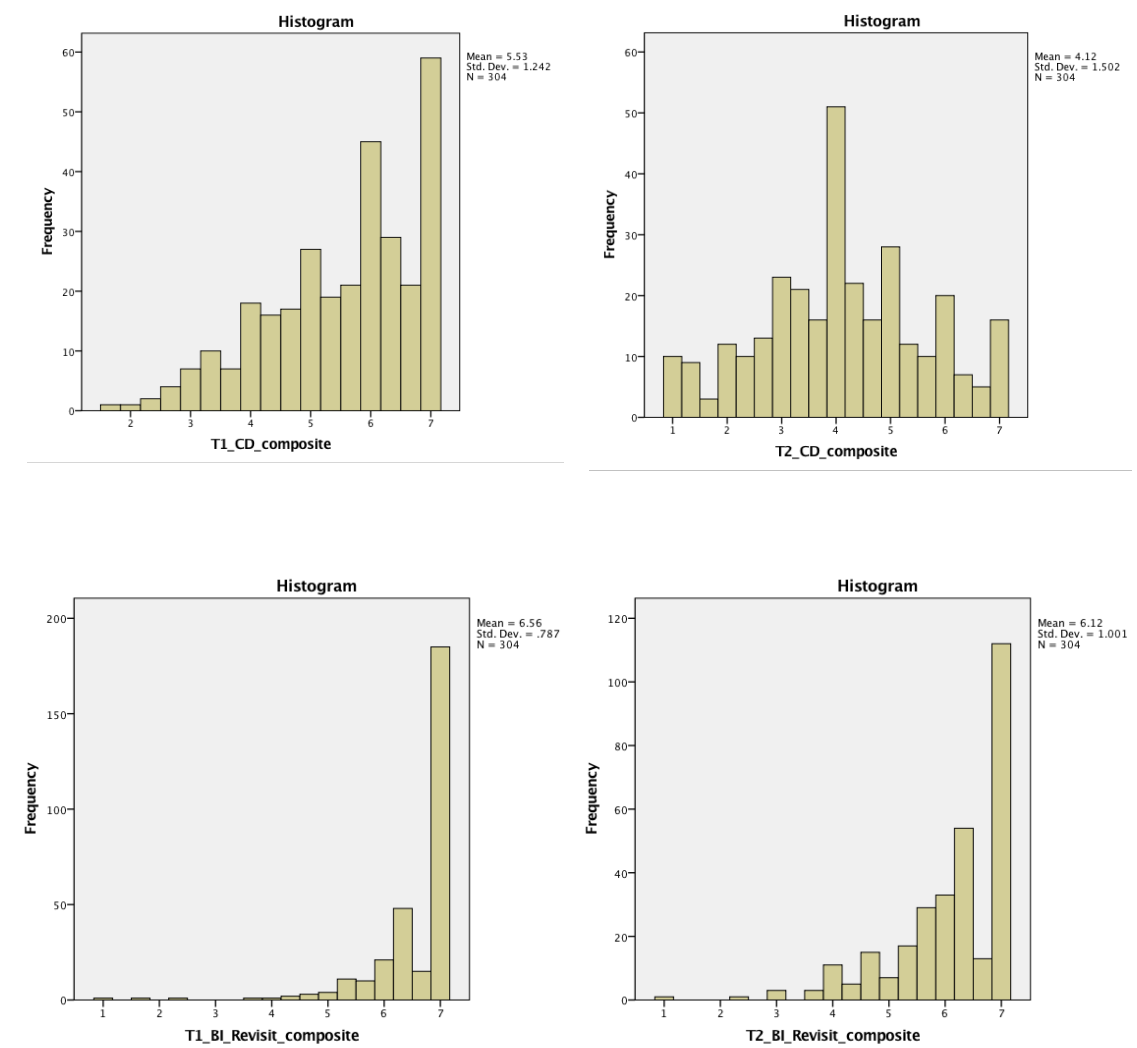 Histogram
Mean = 5.53
Std. Dev. = 1.242
N = 304
60
50
40
30
20
10
0
Frequency
2 3 4 5 6 7
T1_CD_composite
Histogram
Mean = 4.12
Std. Dev. = 1.502
N = 304
60
50
40
30
20
10
0
Frequency
1 2 3 4 5 6 7
T2_CD_composite
Histogram
Mean = 6.56
Std. Dev. = .787
N = 304
200
150
100
50
0
Frequency
1 2 3 4 5 6 7
T1_BI_Revisit_composite
Histogram
Mean = 6.12
Std. Dev. = 1.001
N = 304
120
100
80
60
40
20
0
Frequency
1 2 3 4 5 6 7
T2_BI_Revisit_composite